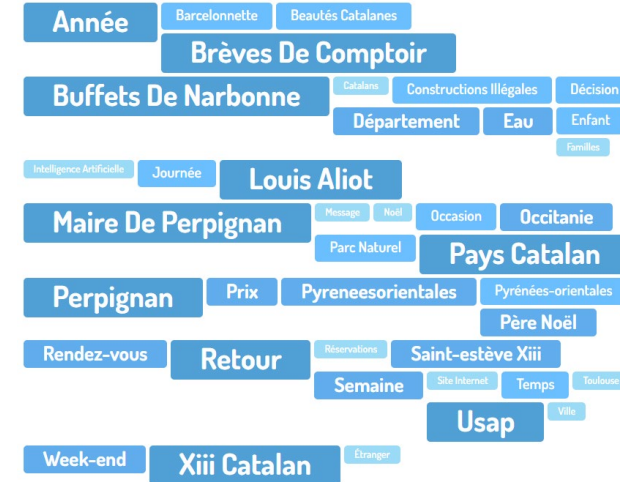 Année Barcelonnette Beautés Catalanes
Brèves De Comptoir
Buffets De Narbonne Catalans Constructions Illégales Décision
Département Eau Enfant
Familles
Intelligence Artificielle Journée Louis Aliot
Maire De Perpignan Message Noël Occasion Occitanie
Parc Naturel Pays Catalan
Perpignan Prix Pyreneesorientales Pyrénées-orientales
Père Noël
Rendez-vous Retour Réservations Saint-estève Xiii
Semaine Site Internet Temps Toulouse
Usap Ville
Week-end Xiii Catalan Étranger